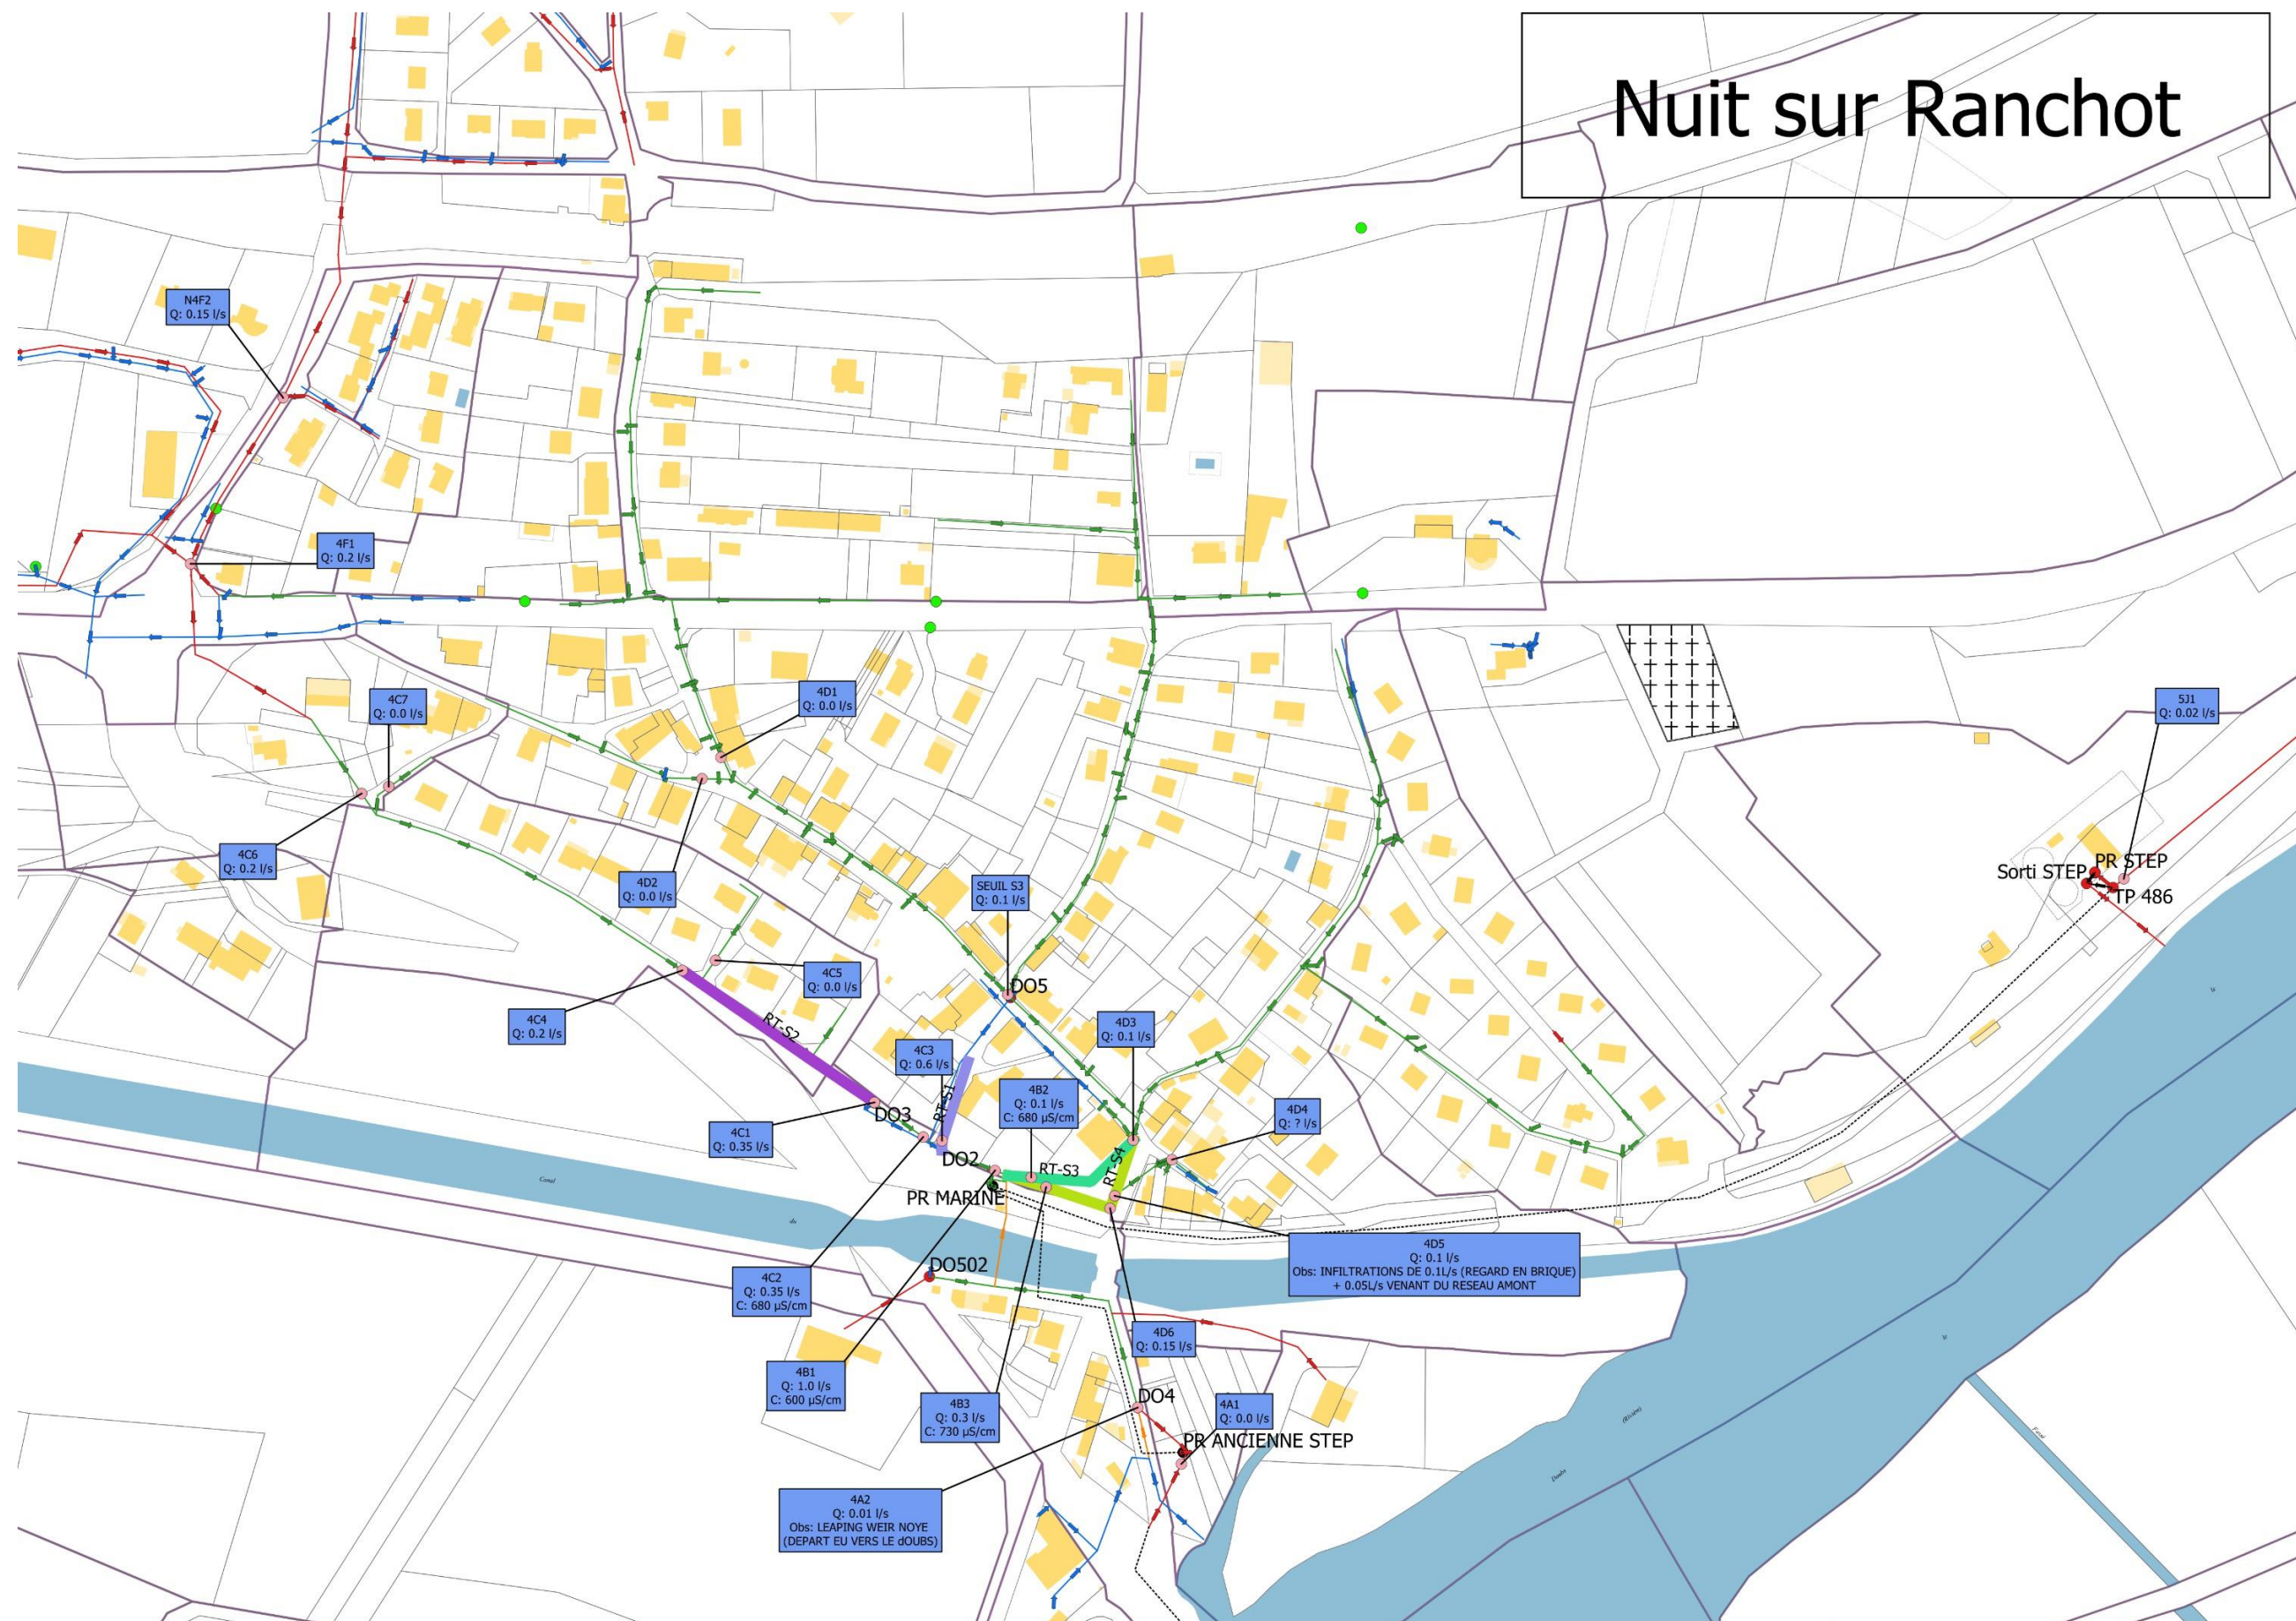 Nuit sur Ranchot
N4F2
Q: 0.15 l/s
4F1
Q: 0.2 l/s
4C7
Q: 0.0 l/s
4D1
Q: 0.0 l/s
5J1
Q: 0.02 l/s
4C6
Q: 0.2 l/s
4D2
Q: 0.0 l/s
SEUIL S3
Q: 0.1 l/s
PR STEP
Sorti STEP
TP 486
4C5
Q: 0.0 l/s
DO5
4C4
Q: 0.2 l/s
RT-S2
4D3
Q: 0.1 l/s
4C3
Q: 0.6 l/s
RT-S1
4B2
Q: 0.1 l/s
C: 680 µS/cm
4D4
Q: ? l/s
DO3
4C1
Q: 0.35 l/s
DO2
RT-S3
RT-S4
PR MARINE
Canal
du
4D5
Q: 0.1 l/s
Obs: INFILTRATIONS DE 0.1L/s (REGARD EN BRIQUE)
+ 0.05L/s VENANT DU RESEAU AMONT
DO502
4C2
Q: 0.35 l/s
C: 680 µS/cm
4D6
Q: 0.15 l/s
4B1
Q: 1.0 l/s
C: 600 µS/cm
4B3
Q: 0.3 l/s
C: 730 µS/cm
DO4
4A1
Q: 0.0 l/s
PR ANCIENNE STEP
(Rivière)
Doubs
4A2
Q: 0.01 l/s
Obs: LEAPING WEIR NOYE
(DEPART EU VERS LE dOUBS)